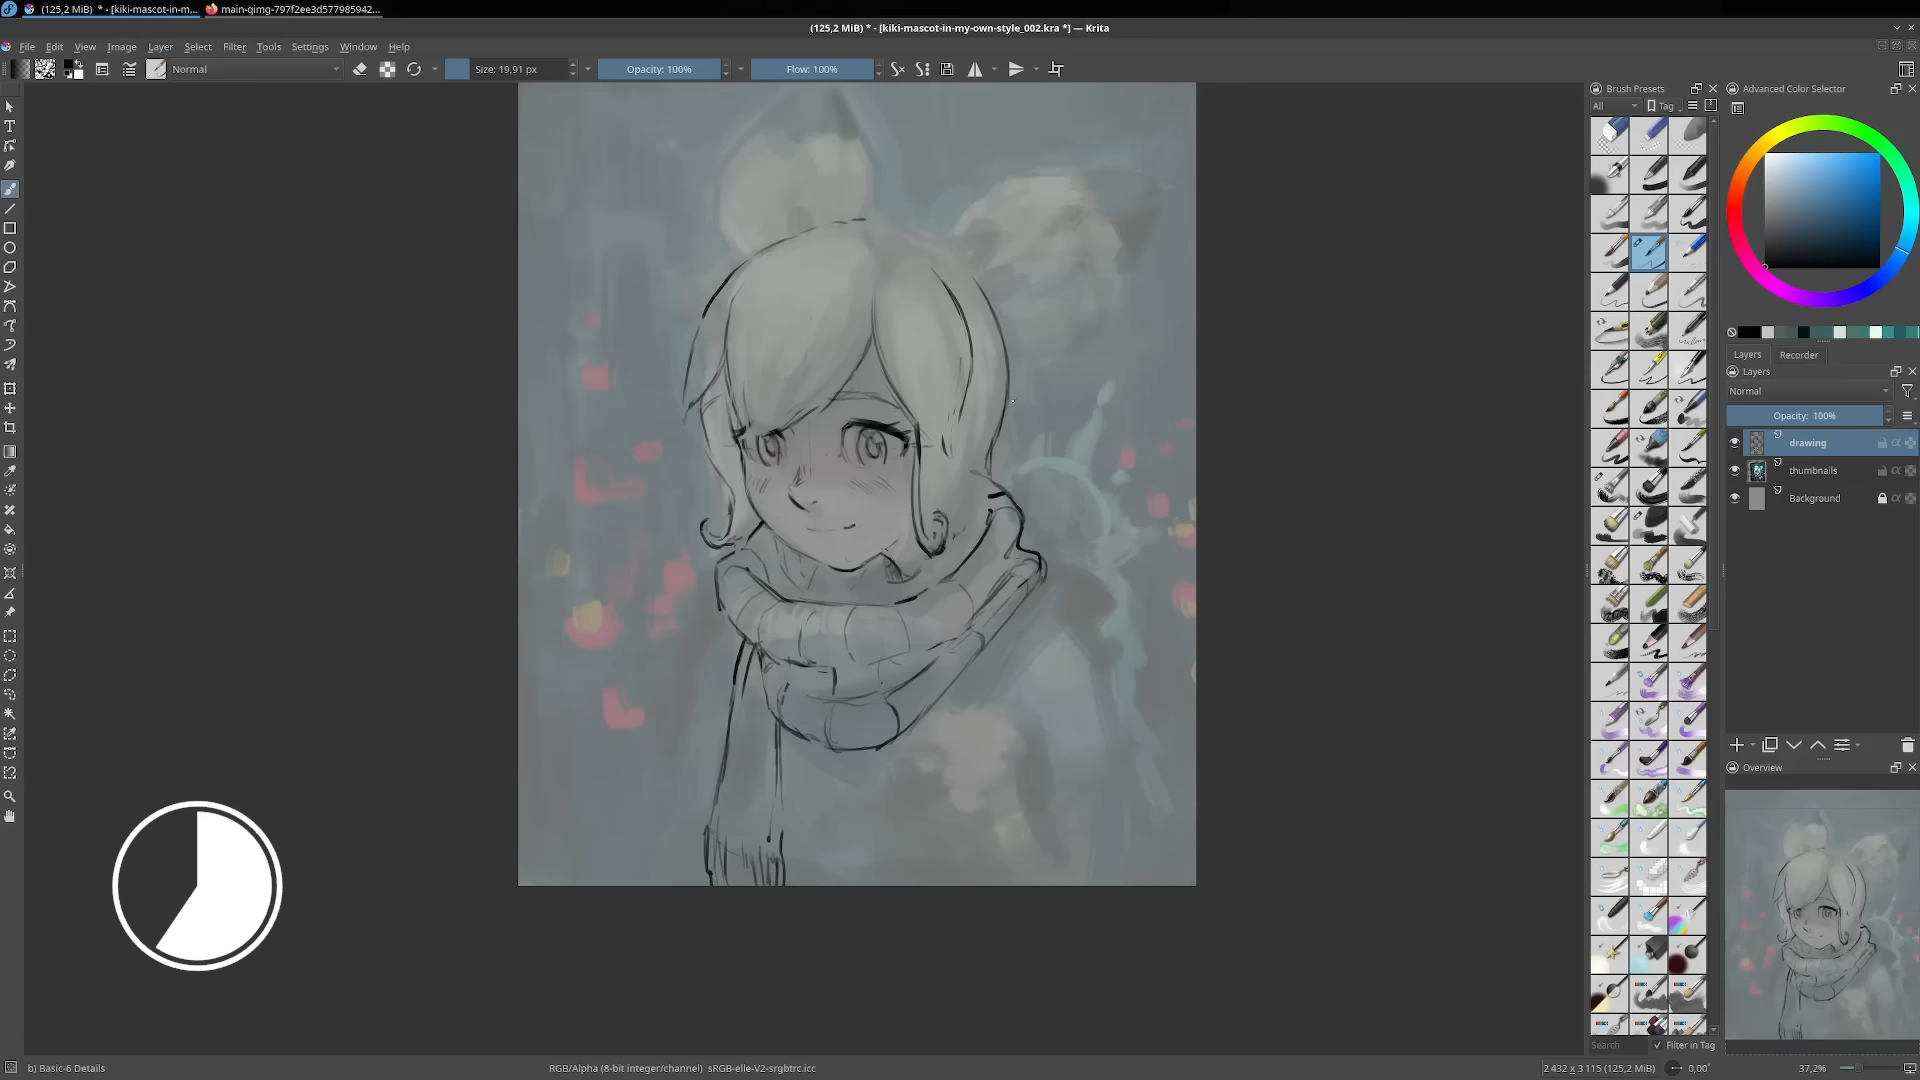 (125,2 MiB) * - [kiki-mascot-in-m...
main-qimg-797f2ee3d577985942...
(125,2 MiB) * - [kiki-mascot-in-my-own-style_002.kra *] — Krita
File Edit View Image Layer Select Filter Tools Settings Window Help
Normal
Size: 19,91 px
Opacity: 100%
Flow: 100%
Brush Presets
Advanced Color Selector
All
Tag
Layers
Recorder
Layers
Normal
Opacity: 100%
drawing
thumbnails
Background
Overview
Search
Filter in Tag
b) Basic-6 Details
RGB/Alpha (8-bit integer/channel) sRGB-elle-V2-srgbtrc.icc
2 432 x 3 115 (125,2 MiB)
0,00°
37,2%